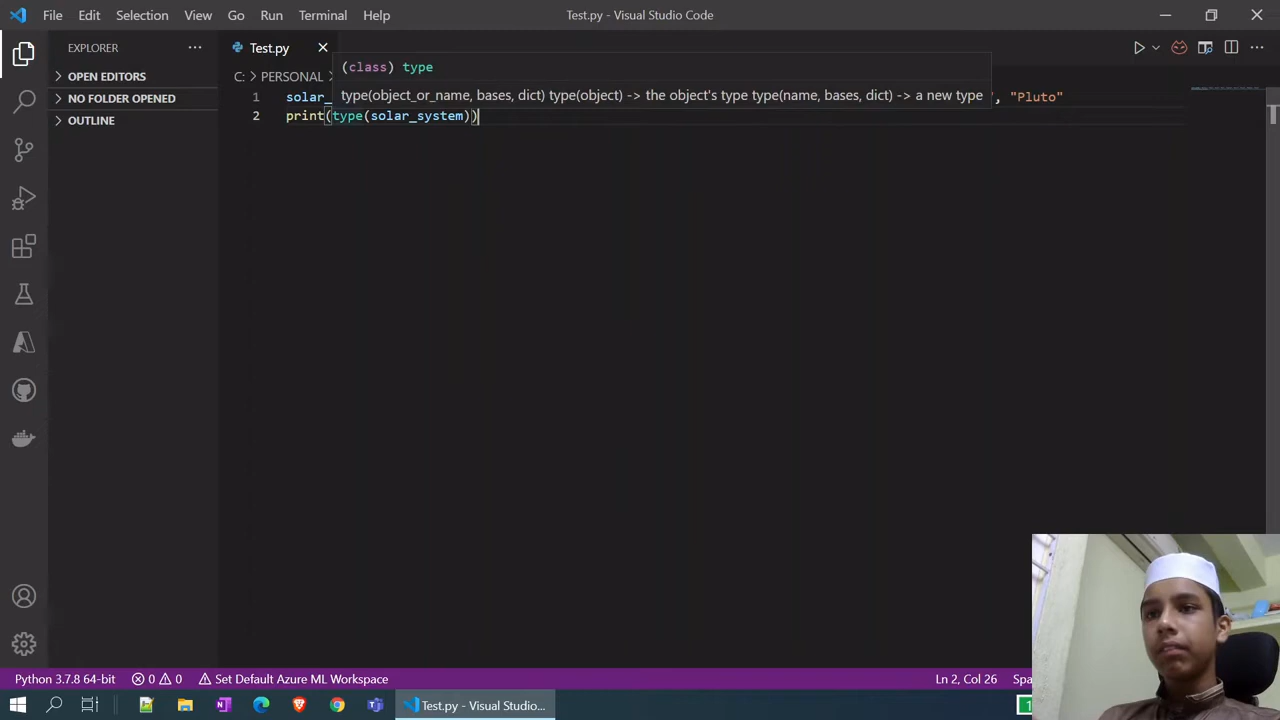 File Edit Selection View Go Run Terminal Help
Test.py - Visual Studio Code
EXPLORER
Test.py
OPEN EDITORS
NO FOLDER OPENED
OUTLINE
C: > PERSONAL >
(class) type
type(object_or_name, bases, dict) type(object) -> the object's type type(name, bases, dict) -> a new type
1 solar_ ", "Pluto"
2 print(type(solar_system))
Python 3.7.8 64-bit 0 0 Set Default Azure ML Workspace
Ln 2, Col 26
Test.py - Visual Studio...